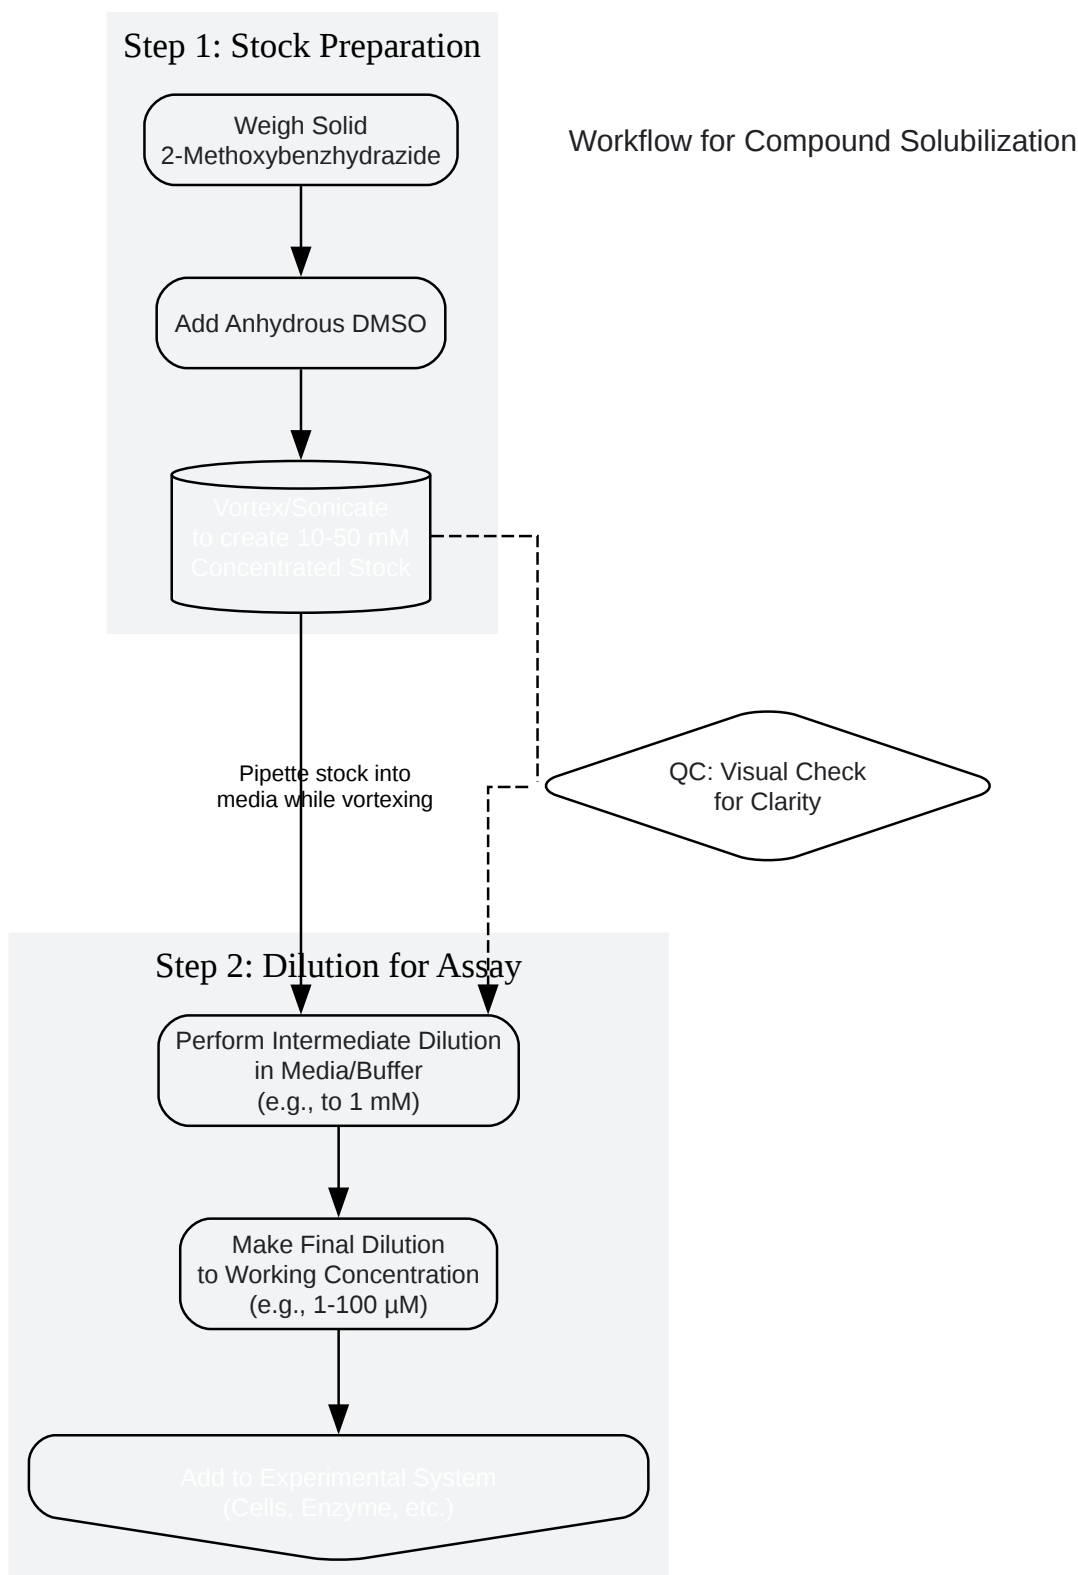 Step 1: Stock Preparation
Weigh Solid
2-Methoxybenzhydrazide
Workflow for Compound Solubilization
Add Anhydrous DMSO
Vortex/Sonicate
to create 10-50 mM
Concentrated Stock
Pipette stock into
media while vortexing
QC: Visual Check
for Clarity
Step 2: Dilution for Assay
Perform Intermediate Dilution
in Media/Buffer
(e.g., to 1 mM)
Make Final Dilution
to Working Concentration
(e.g., 1-100 µM)
Add to Experimental System
(Cells, Enzyme, etc.)